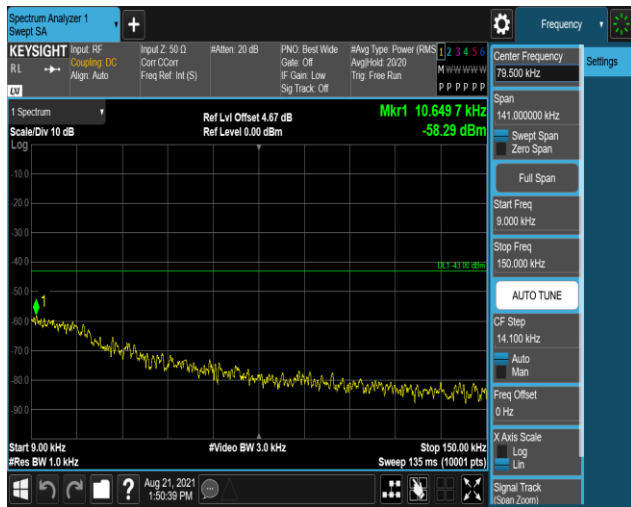 Spectrum Analyzer 1
Swept SA
Frequency
KEYSIGHT
RL
LXI
Input: RF
Coupling: DC
Align: Auto
Input Z: 50 Ω
Corr CCorr
Freq Ref: Int (S)
#Atten: 20 dB
PNO: Best Wide
Gate: Off
IF Gain: Low
Sig Track: Off
#Avg Type: Power (RMS
Avg|Hold: 20/20
Trig: Free Run
1 2 3 4 5 6
M W W W W W
P P P P P P
1 Spectrum
Scale/Div 10 dB
Log
Ref Lvl Offset 4.67 dB
Ref Level 0.00 dBm
Mkr1 10.649 7 kHz
-58.29 dBm
-10.0
-20.0
-30.0
-40.0
DL1 -43.00 dBm
-50.0
1
-60.0
-70.0
-80.0
-90.0
Start 9.00 kHz
#Video BW 3.0 kHz
Stop 150.00 kHz
#Res BW 1.0 kHz
Sweep 135 ms (10001 pts)
?
Aug 21, 2021
1:50:39 PM
Center Frequency
79.500 kHz
Settings
Span
141.000000 kHz
Swept Span
Zero Span
Full Span
Start Freq
9.000 kHz
Stop Freq
150.000 kHz
AUTO TUNE
CF Step
14.100 kHz
Auto
Man
Freq Offset
0 Hz
X Axis Scale
Log
Lin
Signal Track
(Span Zoom)